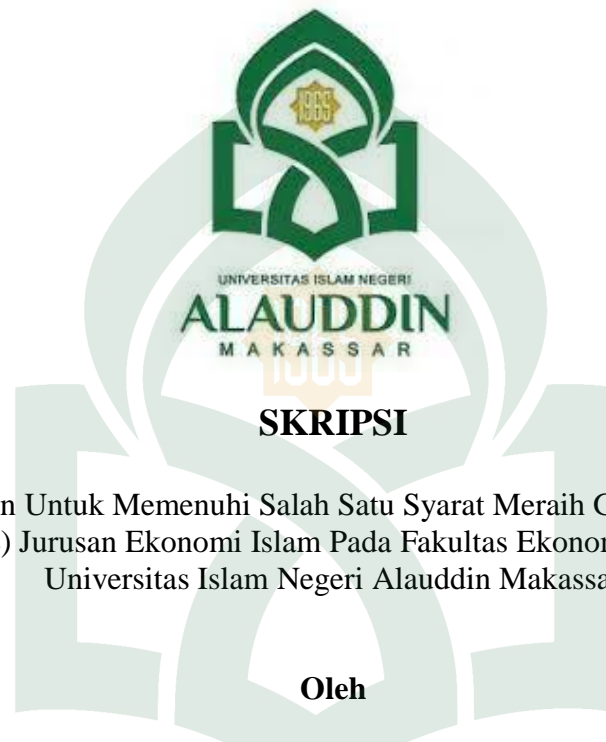 1965
UNIVERSITAS ISLAM NEGERI
ALAUDDIN
MAKASSAR
1965
SKRIPSI
n Untuk Memenuhi Salah Satu Syarat Meraih G
) Jurusan Ekonomi Islam Pada Fakultas Ekonor
Universitas Islam Negeri Alauddin Makassa
Oleh